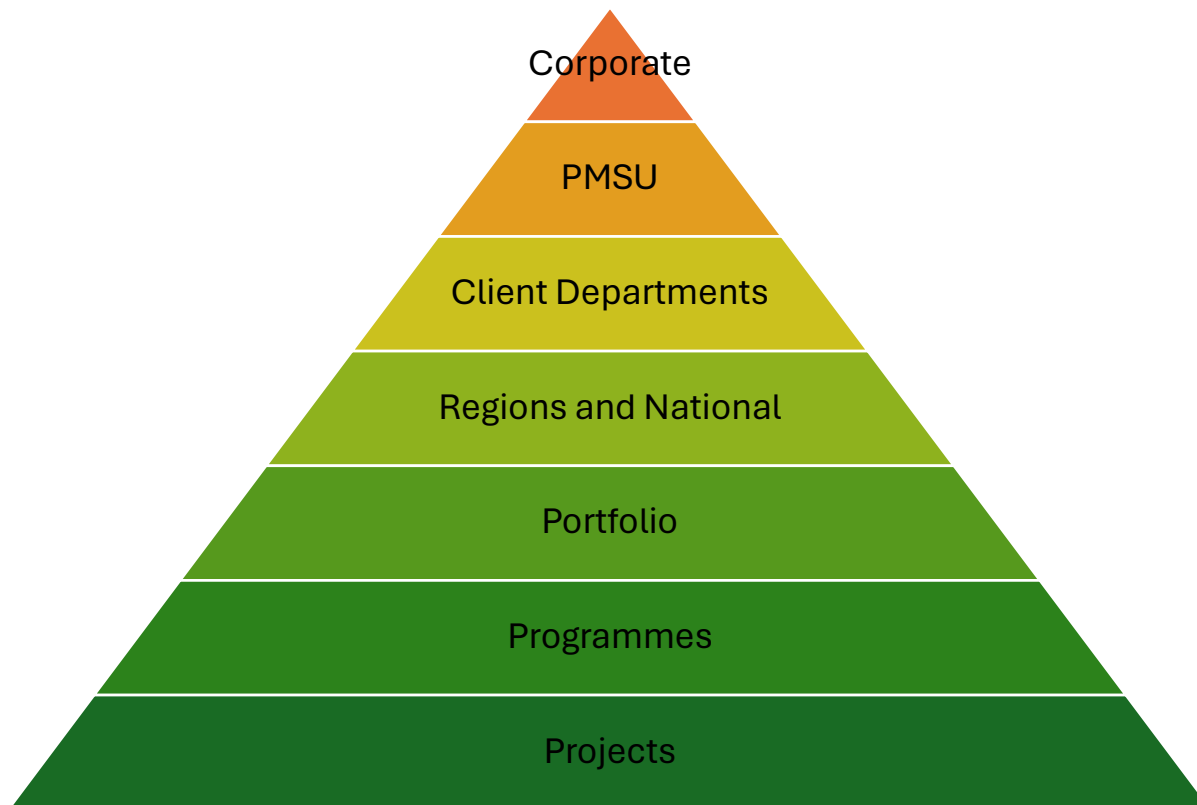 Corporate
PMSU
Client Departments
Regions and National
Portfolio
Programmes
Projects